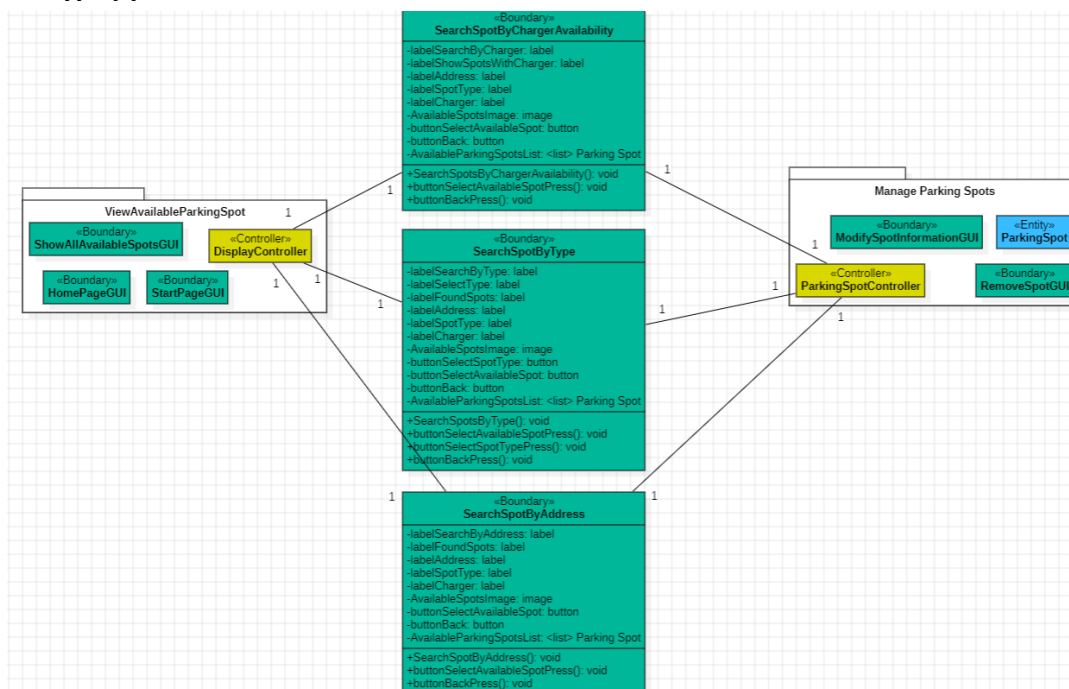 «Boundary»
SearchSpotByChargerAvailability
-labelSearchByCharger: label
-labelShowSpotsWithCharger: label
-labelAddress: label
-labelSpotType: label
-labelCharger: label
-AvailableSpotsImage: image
-buttonSelectAvailableSpot: button
-buttonBack: button
-AvailableParkingSpotsList: <list> Parking Spot
+SearchSpotsByChargerAvailability(): void
+buttonSelectAvailableSpotPress(): void
+buttonBackPress(): void
1
1
1
1
ViewAvailableParkingSpot
«Boundary»
ShowAllAvailableSpotsGUI
«Controller»
DisplayController
«Boundary»
HomePageGUI
«Boundary»
StartPageGUI
1
1
1
1
«Boundary»
SearchSpotByType
-labelSearchByType: label
-labelSelectType: label
-labelFoundSpots: label
-labelAddress: label
-labelSpotType: label
-labelCharger: label
-AvailableSpotsImage: image
-buttonSelectSpotType: button
-buttonSelectAvailableSpot: button
-buttonBack: button
-AvailableParkingSpotsList: <list> Parking Spot
+SearchSpotsByType(): void
+buttonSelectAvailableSpotPress(): void
+buttonSelectSpotTypePress(): void
+buttonBackPress(): void
Manage Parking Spots
«Boundary»
ModifySpotInformationGUI
«Entity»
ParkingSpot
«Controller»
ParkingSpotController
«Boundary»
RemoveSpotGUI
1
1
1
1
«Boundary»
SearchSpotByAddress
-labelSearchByAddress: label
-labelFoundSpots: label
-labelAddress: label
-labelSpotType: label
-labelCharger: label
-AvailableSpotsImage: image
-buttonSelectAvailableSpot: button
-buttonBack: button
-AvailableParkingSpotsList: <list> Parking Spot
+SearchSpotByAddress(): void
+buttonSelectAvailableSpotPress(): void
+buttonBackPress(): void